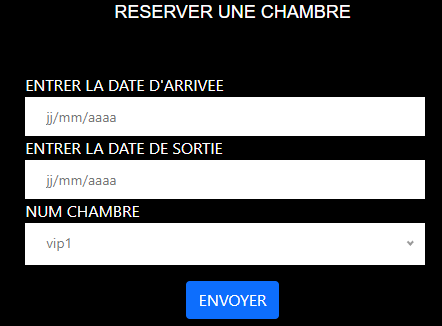 RESERVER UNE CHAMBRE
ENTRER LA DATE D'ARRIVEE
jj/mm/aaaa
ENTRER LA DATE DE SORTIE
jj/mm/aaaa
NUM CHAMBRE
vip1
ENVOYER